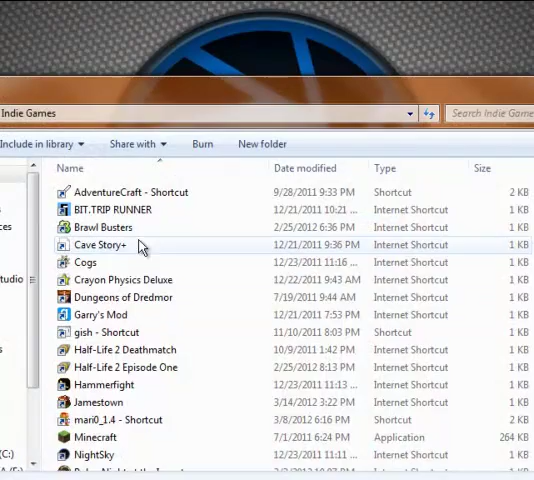 Indie Games
Search Indie Game
Include in library Share with Burn New folder
Name Date modified Type Size
AdventureCraft - Shortcut 9/28/2011 9:33 PM Shortcut 2 KB
BIT.TRIP RUNNER 12/21/2011 10:21 ... Internet Shortcut 1 KB
Brawl Busters 2/25/2012 6:36 PM Internet Shortcut 1 KB
Cave Story+ 12/21/2011 9:36 PM Internet Shortcut 1 KB
Cogs 12/23/2011 11:16 ... Internet Shortcut 1 KB
Crayon Physics Deluxe 12/22/2011 9:43 AM Internet Shortcut 1 KB
Dungeons of Dredmor 7/19/2011 9:44 AM Internet Shortcut 1 KB
Garry's Mod 12/21/2011 7:53 PM Internet Shortcut 1 KB
gish - Shortcut 11/10/2011 8:03 PM Shortcut 2 KB
Half-Life 2 Deathmatch 10/9/2011 1:42 PM Internet Shortcut 1 KB
Half-Life 2 Episode One 2/25/2012 8:13 PM Internet Shortcut 1 KB
Hammerfight 12/23/2011 11:13 ... Internet Shortcut 1 KB
Jamestown 3/14/2012 3:22 PM Internet Shortcut 1 KB
mari0_1.4 - Shortcut 3/8/2012 6:16 PM Shortcut 2 KB
Minecraft 7/1/2011 6:24 PM Application 264 KB
NightSky 12/23/2011 11:11 ... Internet Shortcut 1 KB
ces
tudio
s
(C:)